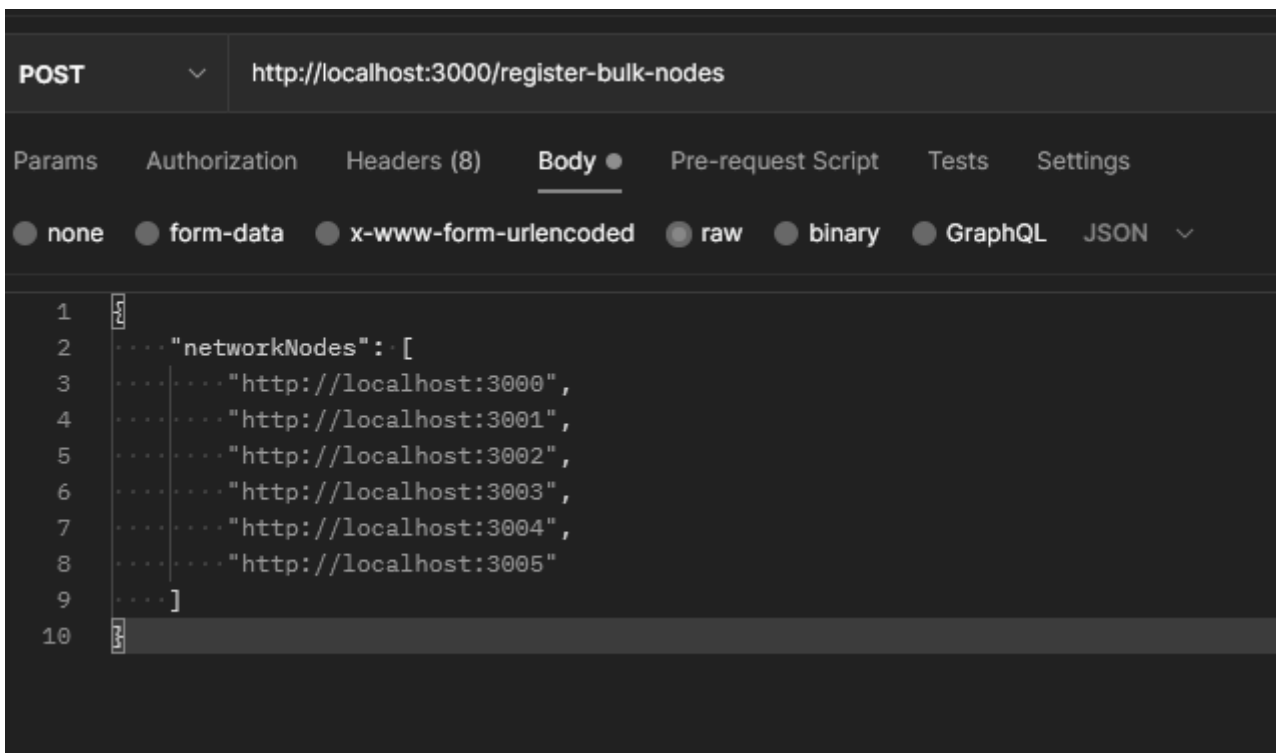 POST http://localhost:3000/register-bulk-nodes
Params Authorization Headers (8) Body Pre-request Script Tests Settings
none form-data x-www-form-urlencoded raw binary GraphQL JSON
1 {
2 "networkNodes": [
3 "http://localhost:3000",
4 "http://localhost:3001",
5 "http://localhost:3002",
6 "http://localhost:3003",
7 "http://localhost:3004",
8 "http://localhost:3005"
9 ]
10 }